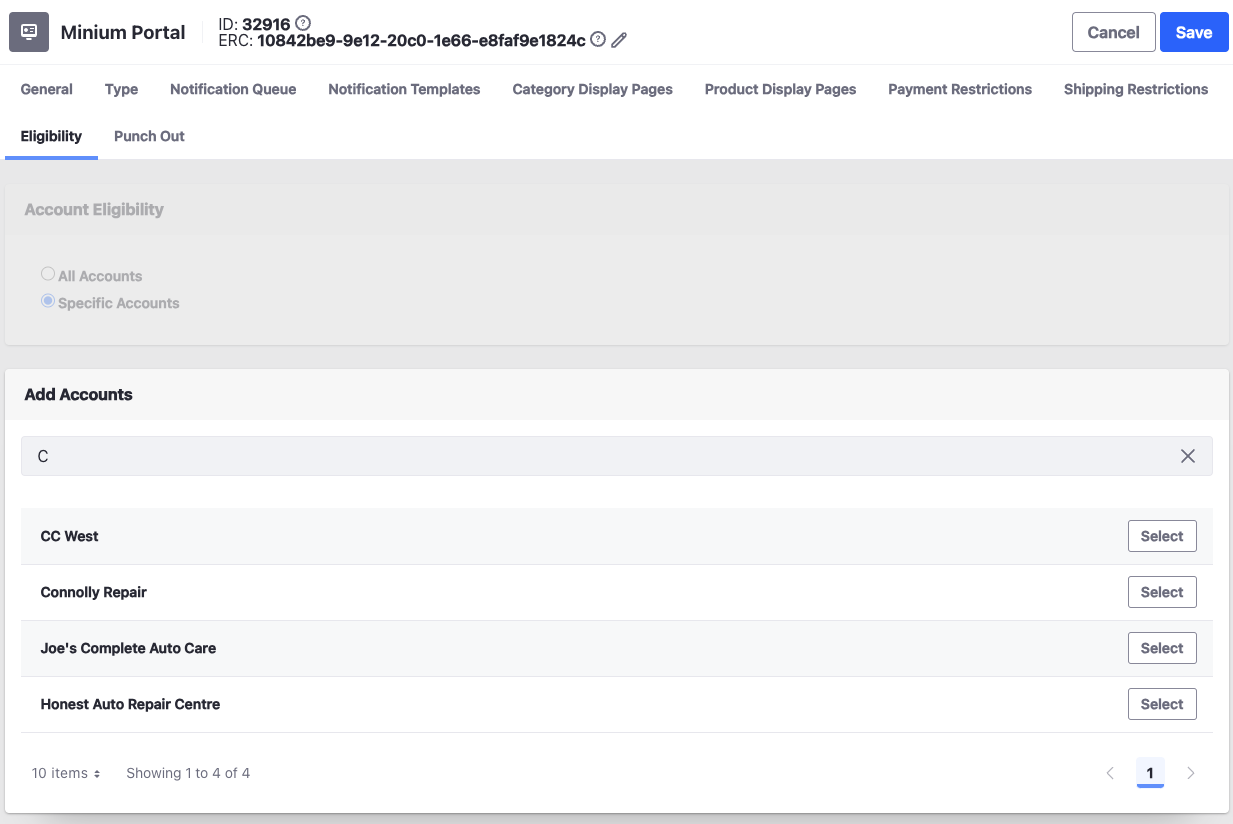 Minium Portal
ID: 32916
ERC: 10842be9-9e12-20c0-1e66-e8faf9e1824c
Cancel
Save
General Type Notification Queue Notification Templates Category Display Pages Product Display Pages Payment Restrictions Shipping Restrictions
Eligibility Punch Out
Account Eligibility
All Accounts
Specific Accounts
Add Accounts
C
CC West Select
Connolly Repair Select
Joe's Complete Auto Care Select
Honest Auto Repair Centre Select
10 items Showing 1 to 4 of 4 1